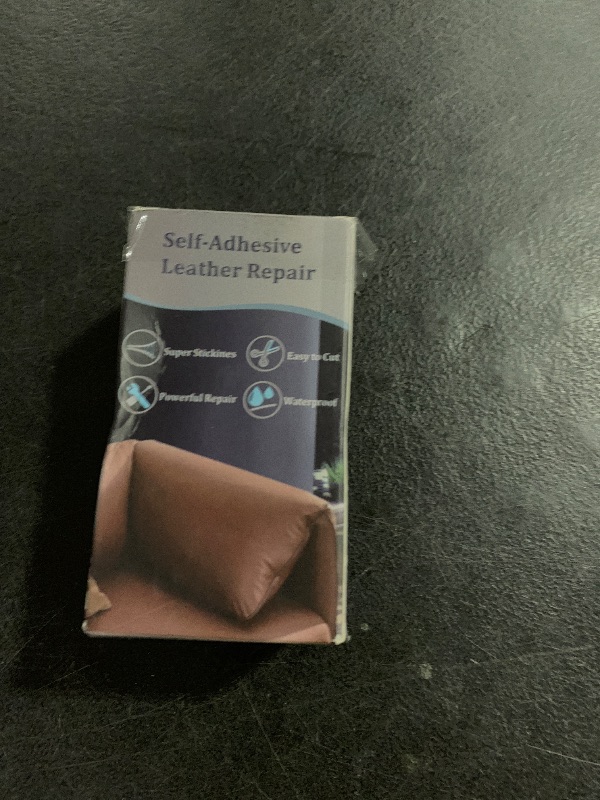 Self-Adhesive
Leather Repair
Super Stickines
Easy to Cut
Powerful Repair
Waterproof